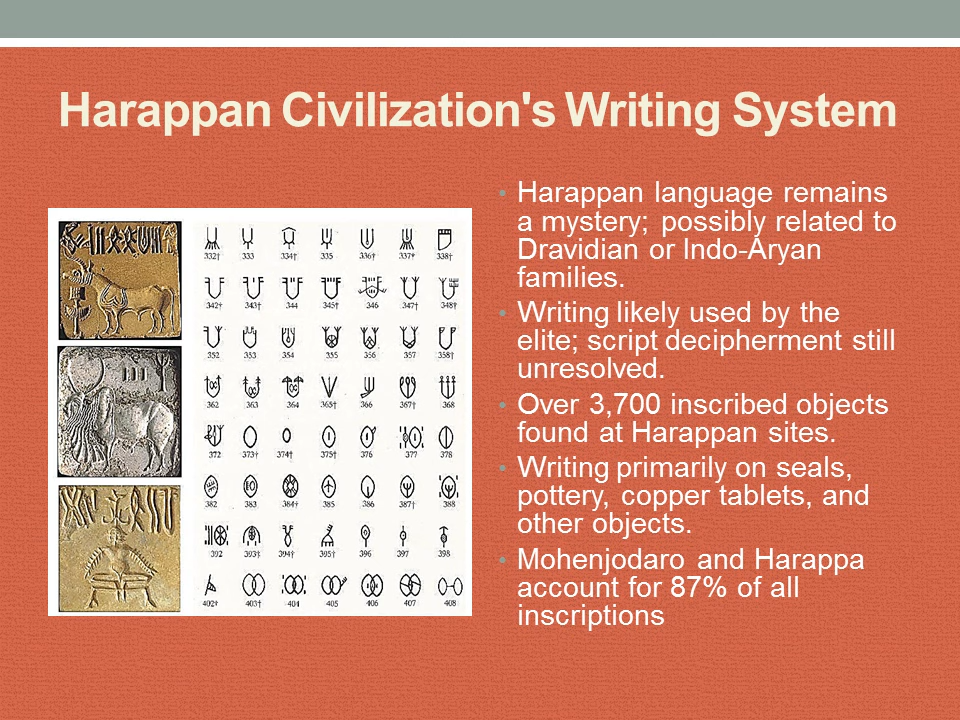 Harappan Civilization's Writing System
332† 333 334† 335 336† 337* 338†
342† 343† 344 345† 346 347† 348†
352 353 354 355 356 357 358†
362 363 364 365† 366 367† 368
372 373† 374† 375† 376 377 378
382 383 384† 385 386 387† 388
392 393† 394† 395† 396 397 398
402† 403† 404 405 406 407 408
• Harappan language remains
a mystery; possibly related to
Dravidian or Indo-Aryan
families.
• Writing likely used by the
elite; script decipherment still
unresolved.
• Over 3,700 inscribed objects
found at Harappan sites.
• Writing primarily on seals,
pottery, copper tablets, and
other objects.
• Mohenjodaro and Harappa
account for 87% of all
inscriptions